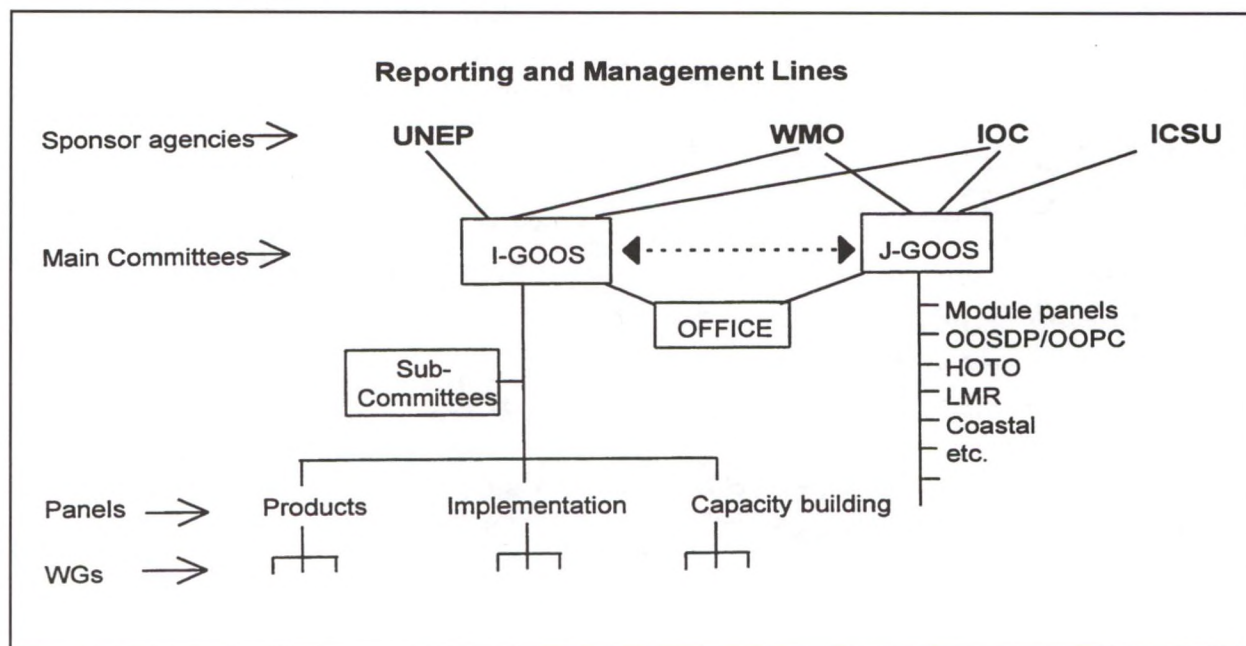 Reporting and Management Lines
Sponsor agencies
UNEP
WMO
IOC
ICSU
Main Committees
I-GOOS
J-GOOS
OFFICE
Sub-
Committees
Module panels
OOSDP/OOPC
HOTO
LMR
Coastal
etc.
Panels
Products
Implementation
Capacity building
WGs